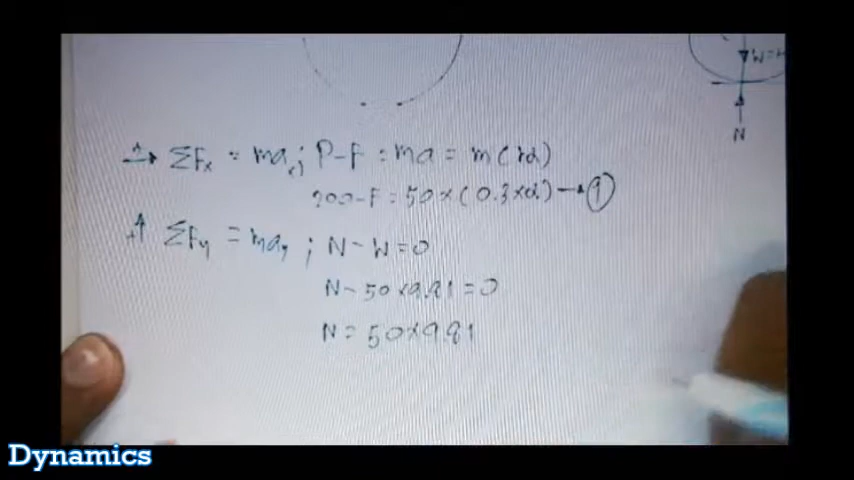 W=
N
+→ ΣFx = max; P-F = ma = m(rα)
200-F = 50×(0.3×α) → ①
+↑ ΣFy = may; N-W=0
N-50×9.81=0
N = 50×9.81
Dynamics